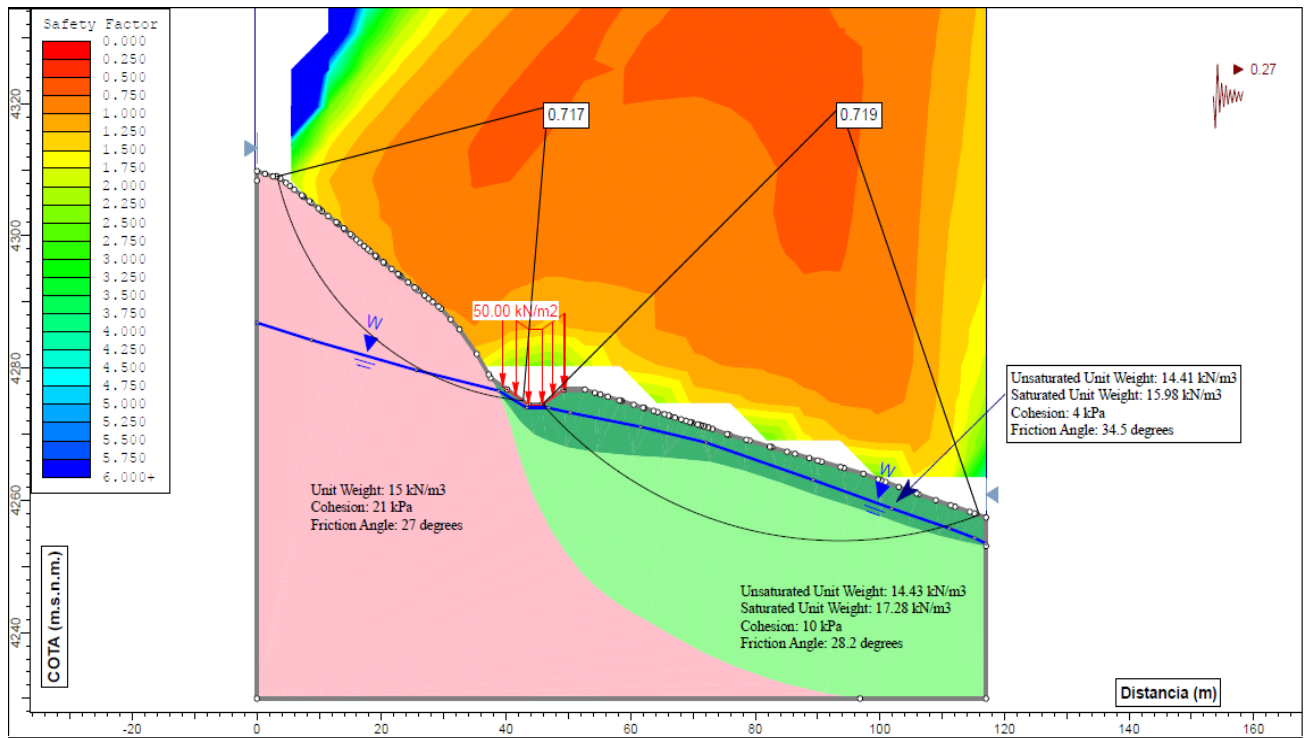 Safety Factor
0.000
0.250
0.500
0.750
1.000
1.250
1.500
1.750
2.000
2.250
2.500
2.750
3.000
3.250
3.500
3.750
4.000
4.250
4.500
4.750
5.000
5.250
5.500
5.750
6.000+
0.717
0.719
0.27
50.00 kN/m2
W
W
Unsaturated Unit Weight: 14.41 kN/m3
Saturated Unit Weight: 15.98 kN/m3
Cohesion: 4 kPa
Friction Angle: 34.5 degrees
Unit Weight: 15 kN/m3
Cohesion: 21 kPa
Friction Angle: 27 degrees
Unsaturated Unit Weight: 14.43 kN/m3
Saturated Unit Weight: 17.28 kN/m3
Cohesion: 10 kPa
Friction Angle: 28.2 degrees
4320
4300
4280
4260
4240
COTA (m.s.n.m.)
Distancia (m)
-20
0
20
40
60
80
100
120
140
160